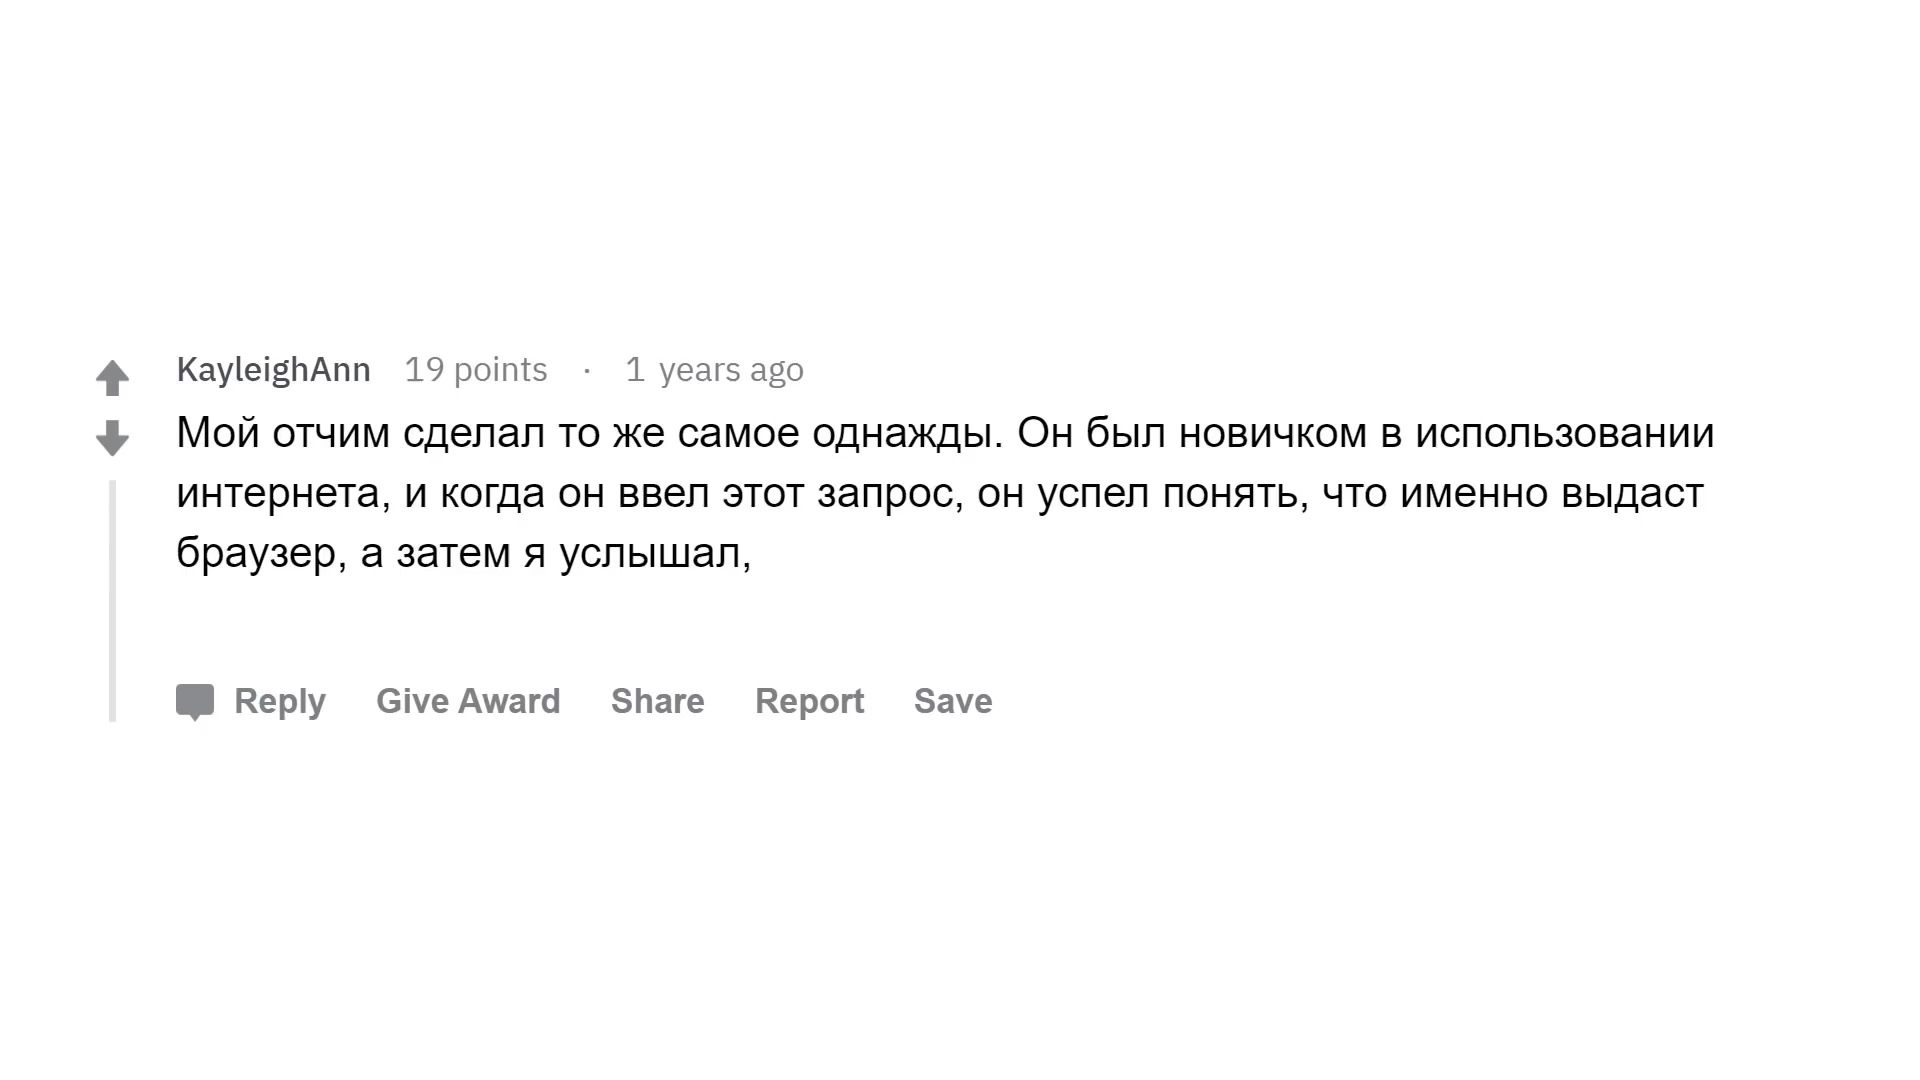 KayleighAnn 19 points · 1 years ago
Мой отчим сделал то же самое однажды. Он был новичком в использовании
интернета, и когда он ввел этот запрос, он успел понять, что именно выдаст
браузер, а затем я услышал,
Reply Give Award Share Report Save